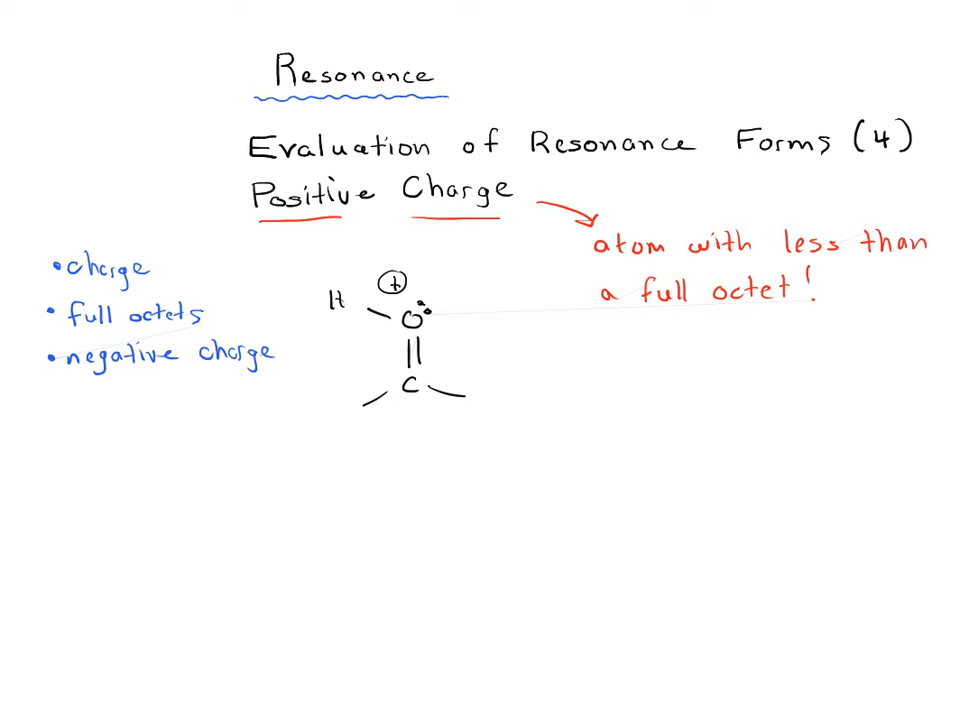 Resonance
Evaluation of Resonance Forms (4)
Positive Charge
atom with less than
a full octet!
• charge
• full octets
• negative charge
+
H
O
C